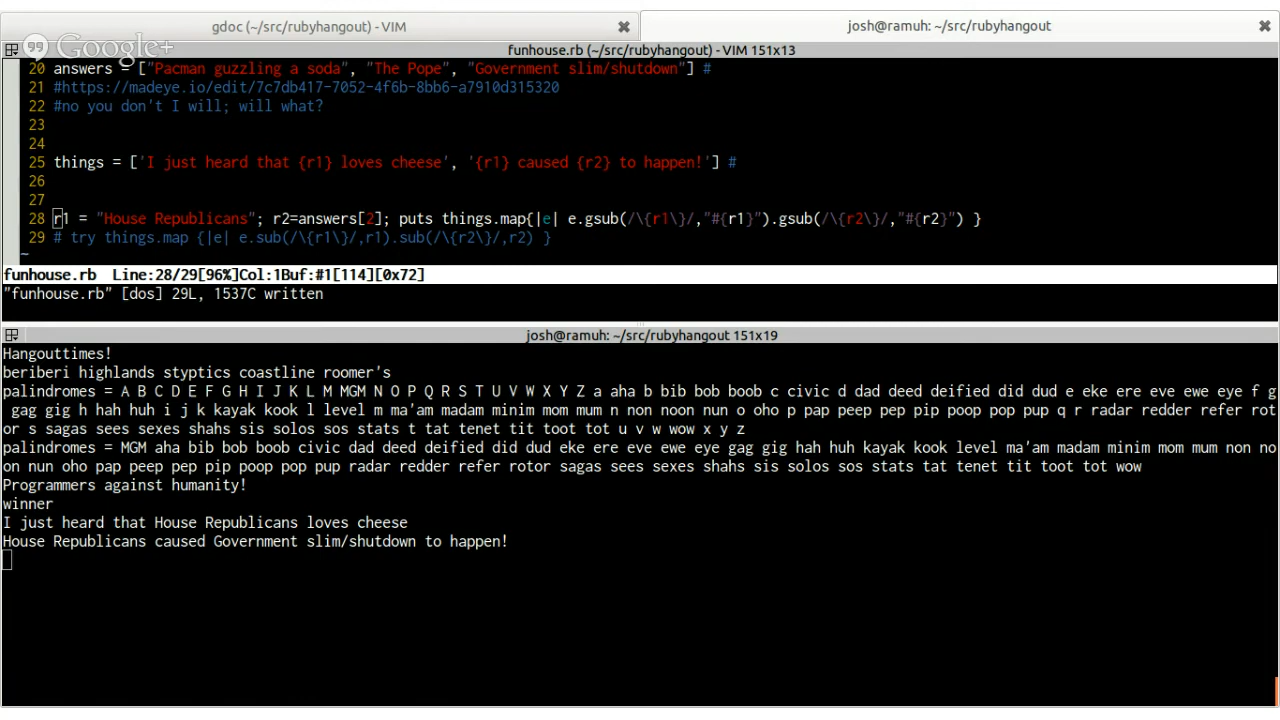 gdoc (~/src/rubyhangout) - VIM
josh@ramuh: ~/src/rubyhangout
Google+
funhouse.rb (~/src/rubyhangout) - VIM 151x13
20 answers = ["Pacman guzzling a soda", "The Pope", "Government slim/shutdown"] #
21 #https://madeye.io/edit/7c7db417-7052-4f6b-8bb6-a7910d315320
22 #no you don't I will; will what?
23
24
25 things = ['I just heard that {r1} loves cheese', '{r1} caused {r2} to happen!'] #
26
27
28 r1 = "House Republicans"; r2=answers[2]; puts things.map{|e| e.gsub(/\{r1\}/,"#{r1}").gsub(/\{r2\}/,"#{r2}") }
29 # try things.map {|e| e.sub(/\{r1\}/,r1).sub(/\{r2\}/,r2) }
~
funhouse.rb  Line:28/29[96%]Col:1Buf:#1[114][0x72]
"funhouse.rb" [dos] 29L, 1537C written
josh@ramuh: ~/src/rubyhangout 151x19
Hangouttimes!
beriberi highlands styptics coastline roomer's
palindromes = A B C D E F G H I J K L M MGM N O P Q R S T U V W X Y Z a aha b bib bob boob c civic d dad deed deified did dud e eke ere eve ewe eye f g
gag gig h hah huh i j k kayak kook l level m ma'am madam minim mom mum n non noon nun o oho p pap peep pep pip poop pop pup q r radar redder refer rot
or s sagas sees sexes shahs sis solos sos stats t tat tenet tit toot tot u v w wow x y z
palindromes = MGM aha bib bob boob civic dad deed deified did dud eke ere eve ewe eye gag gig hah huh kayak kook level ma'am madam minim mom mum non no
on nun oho pap peep pep pip poop pop pup radar redder refer rotor sagas sees sexes shahs sis solos sos stats tat tenet tit toot tot wow
Programmers against humanity!
winner
I just heard that House Republicans loves cheese
House Republicans caused Government slim/shutdown to happen!